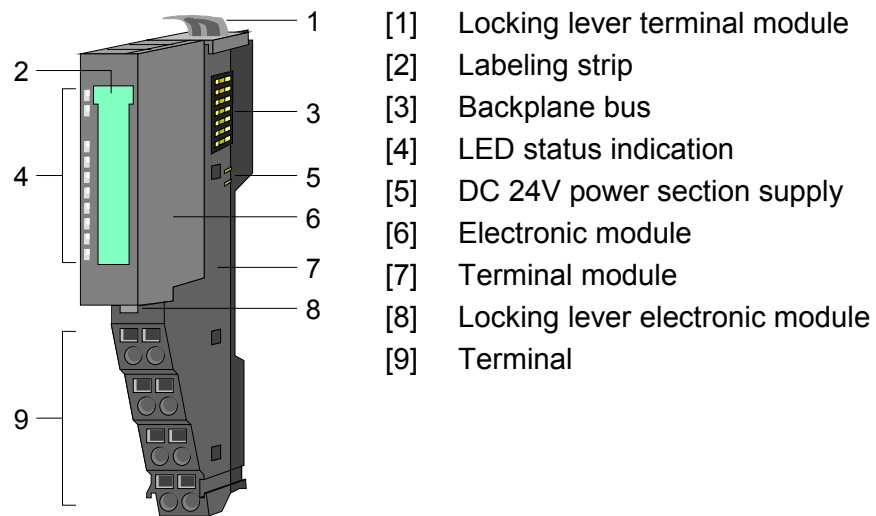 1
2
3
4
5
6
7
8
9
[1] Locking lever terminal module
[2] Labeling strip
[3] Backplane bus
[4] LED status indication
[5] DC 24V power section supply
[6] Electronic module
[7] Terminal module
[8] Locking lever electronic module
[9] Terminal